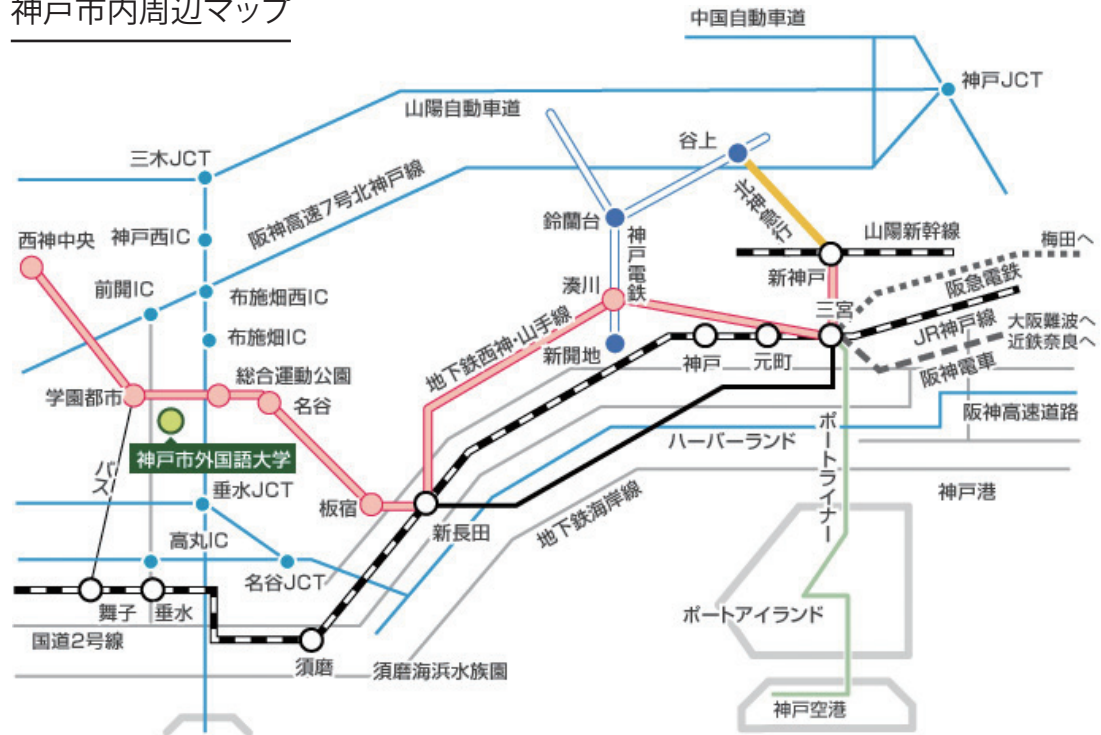 神戸市内周辺マップ
中国自動車道
神戸JCT
山陽自動車道
三木JCT
谷上
阪神高速7号北神戸線
北神急行
西神中央
神戸西IC
鈴蘭台
神戸電鉄
山陽新幹線
梅田へ
新神戸
前開IC
布施畑西IC
湊川
阪急電鉄
三宮
布施畑IC
地下鉄西神・山手線
新開地
神戸
元町
JR神戸線
大阪難波へ
近鉄奈良へ
阪神電車
学園都市
総合運動公園
名谷
阪神高速道路
神戸市外国語大学
ハーバーランド
ポートライナー
バス
垂水JCT
板宿
新長田
地下鉄海岸線
神戸港
高丸IC
名谷JCT
舞子
垂水
ポートアイランド
国道2号線
須磨
須磨海浜水族園
神戸空港